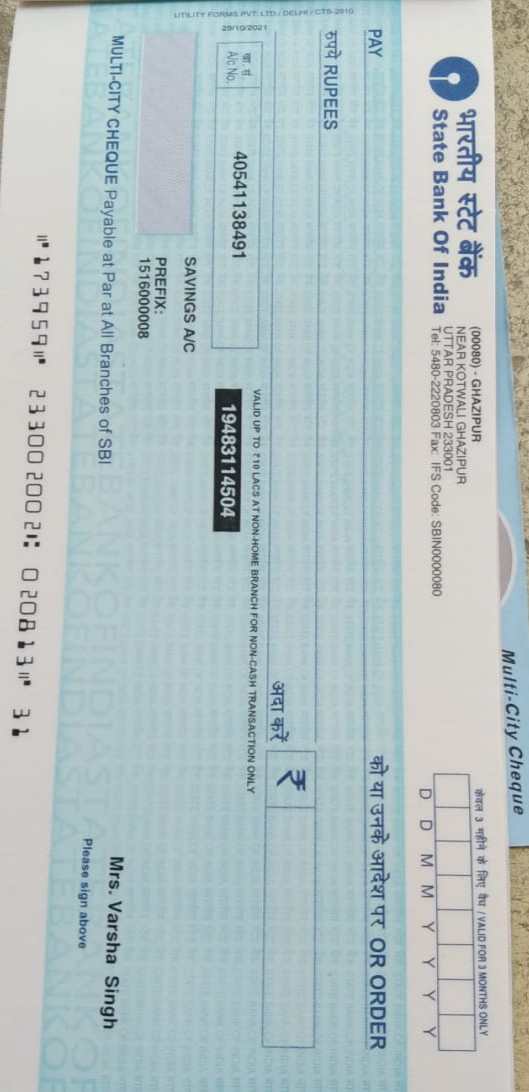 Multi-City Cheque
भारतीय स्टेट बैंक
State Bank Of India
(00080) - GHAZIPUR
NEAR KOTWALI GHAZIPUR
UTTAR PRADESH 233001
Tel: 5480-2220803 Fax: IFS Code: SBIN0000080
केवल 3 महीने के लिए वैध / VALID FOR 3 MONTHS ONLY
D D M M Y Y Y Y
PAY
को या उनके आदेश पर OR ORDER
रुपये RUPEES
अदा करें ₹
UTILITY FORMS PVT. LTD./ DELHI / CTS-2010
29/10/2021
VALID UP TO ₹ 10 LACS AT NON-HOME BRANCH FOR NON-CASH TRANSACTION ONLY
खा. सं.
A/c No.
40541138491
19483114504
SAVINGS A/C
PREFIX:
1516000008
MULTI-CITY CHEQUE Payable at Par at All Branches of SBI
Mrs. Varsha Singh
Please sign above
⑈173959⑈ 233002002⑆ 020813⑈ 31